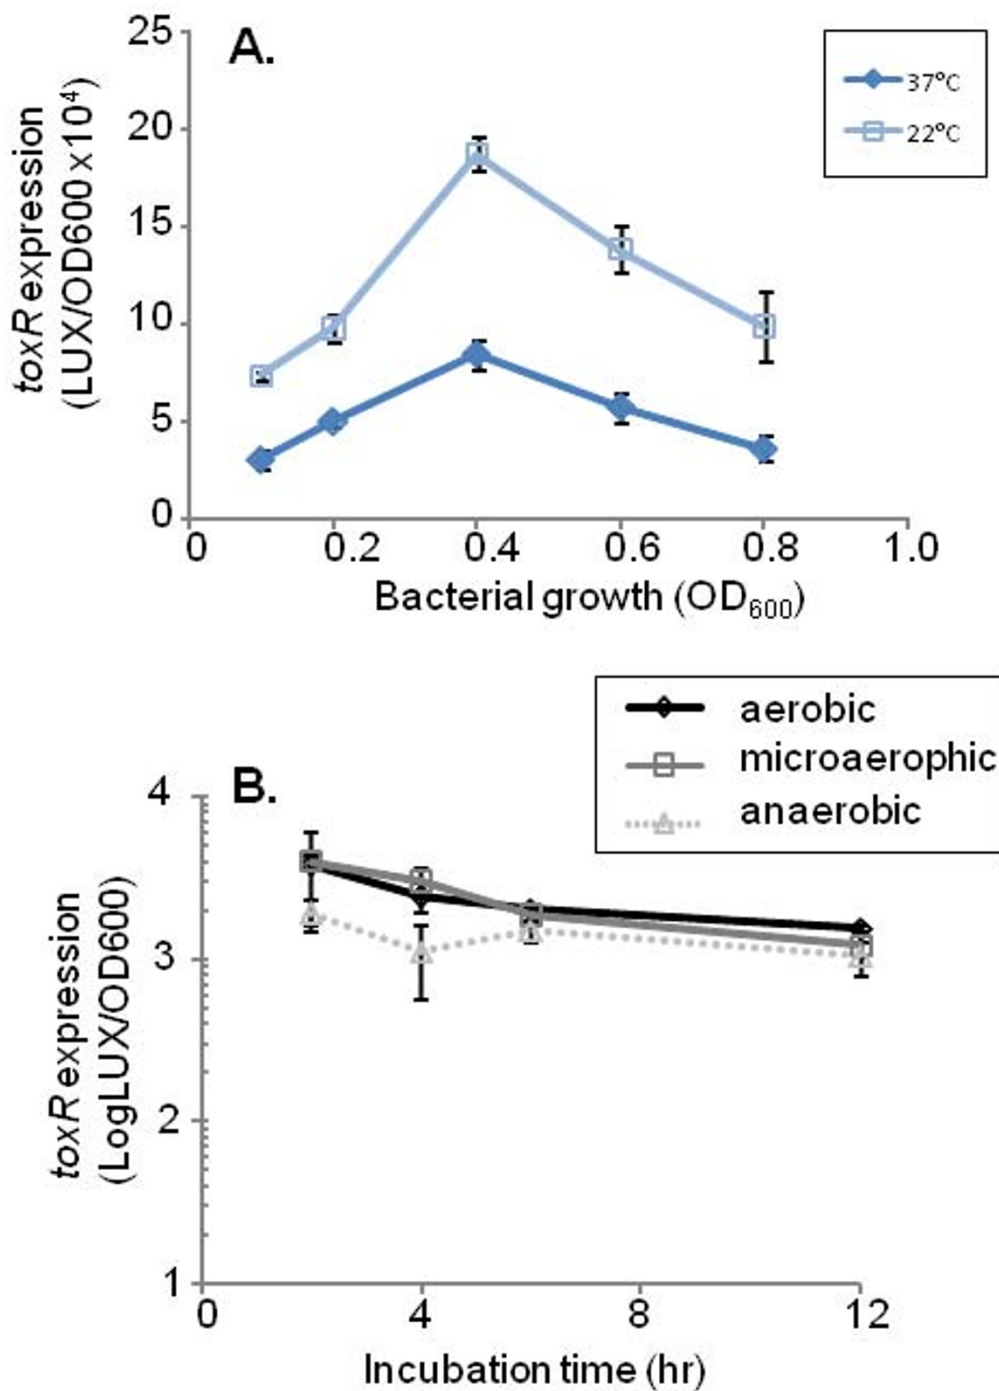 A.
37°C
22°C
toxR expression
(LUX/OD600 x10⁴)
25
20
15
10
5
0
0 0.2 0.4 0.6 0.8 1.0
Bacterial growth (OD₆₀₀)
aerobic
microaerophic
anaerobic
B.
toxR expression
(LogLUX/OD600)
4
3
2
1
0 4 8 12
Incubation time (hr)